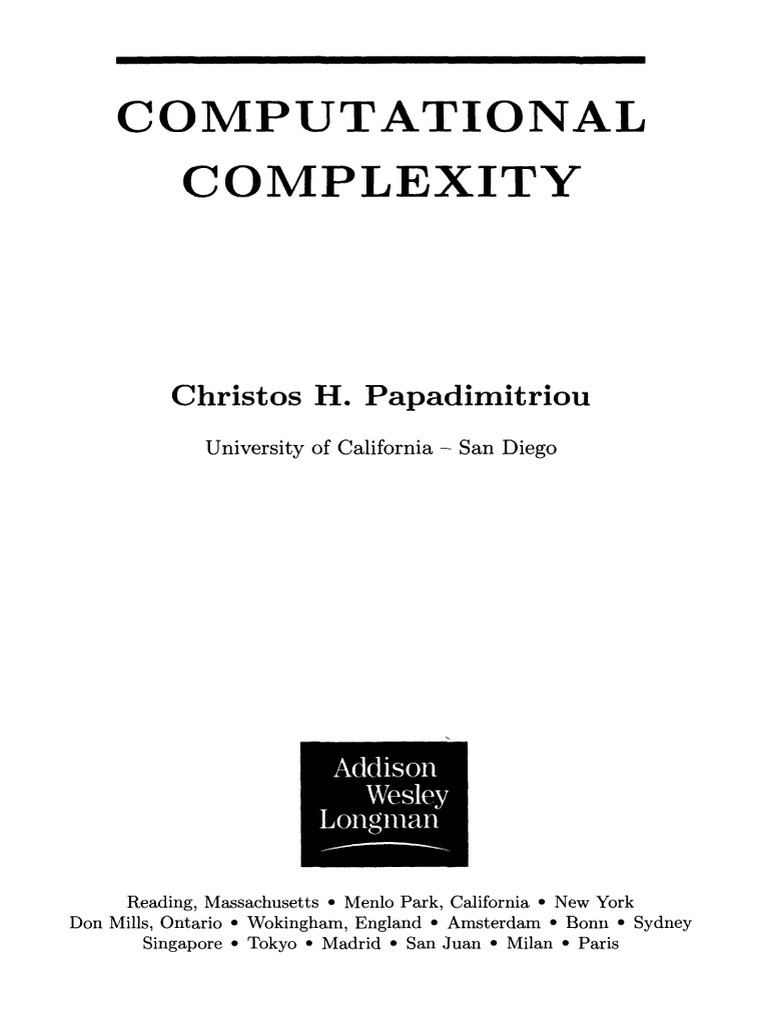 COMPUTATIONAL
COMPLEXITY
Christos H. Papadimitriou
University of California – San Diego
Addison
Wesley
Longman
Reading, Massachusetts • Menlo Park, California • New York
Don Mills, Ontario • Wokingham, England • Amsterdam • Bonn • Sydney
Singapore • Tokyo • Madrid • San Juan • Milan • Paris